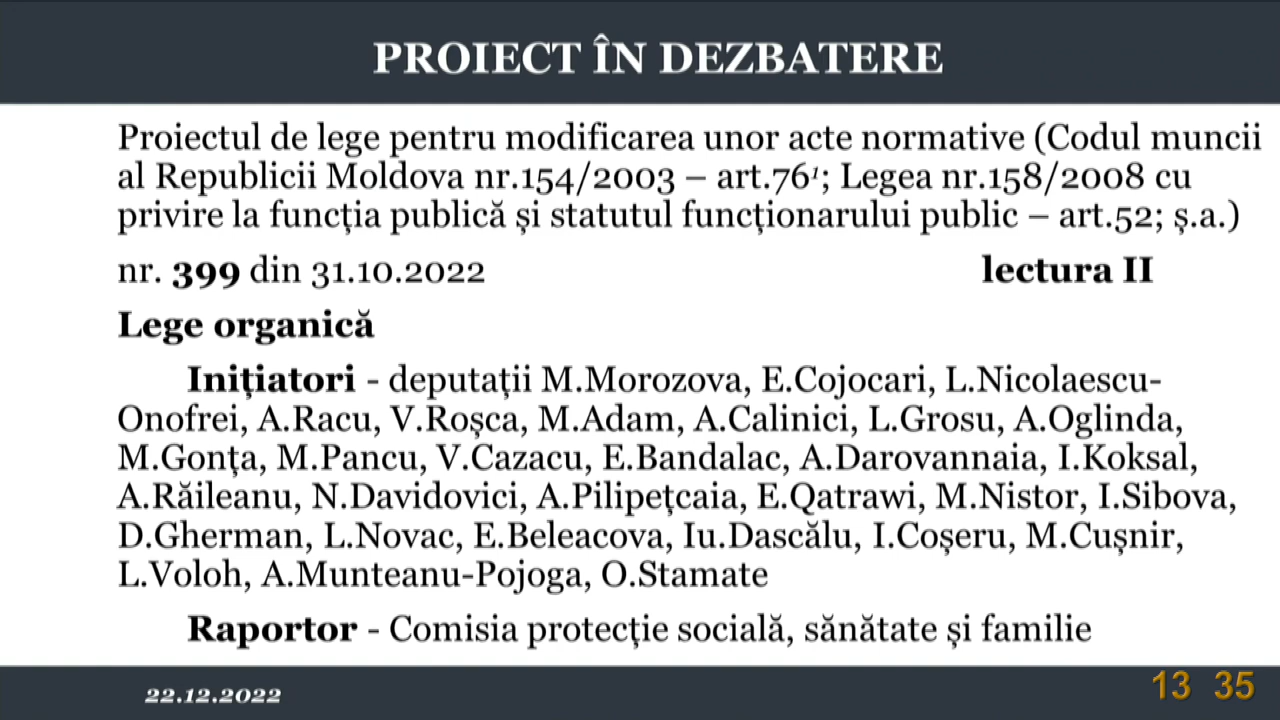 PROIECT ÎN DEZBATERE
Proiectul de lege pentru modificarea unor acte normative (Codul muncii
al Republicii Moldova nr.154/2003 – art.76¹; Legea nr.158/2008 cu
privire la funcția publică și statutul funcționarului public – art.52; ș.a.)
nr. 399 din 31.10.2022 lectura II
Lege organică
Inițiatori - deputații M.Morozova, E.Cojocari, L.Nicolaescu-
Onofrei, A.Racu, V.Roșca, M.Adam, A.Calinici, L.Grosu, A.Oglinda,
M.Gonța, M.Pancu, V.Cazacu, E.Bandalac, A.Darovannaia, I.Koksal,
A.Răileanu, N.Davidovici, A.Pilipețcaia, E.Qatrawi, M.Nistor, I.Sibova,
D.Gherman, L.Novac, E.Beleacova, Iu.Dascălu, I.Coșeru, M.Cușnir,
L.Voloh, A.Munteanu-Pojoga, O.Stamate
Raportor - Comisia protecție socială, sănătate și familie
22.12.2022 13 35